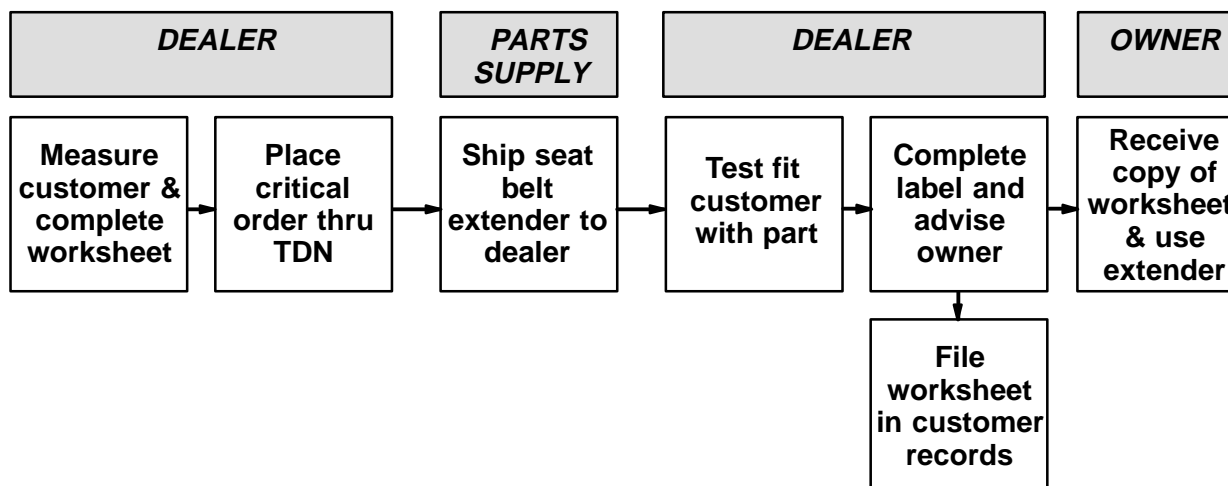 DEALER
PARTS
SUPPLY
DEALER
OWNER
Measure
customer &
complete
worksheet
Place
critical
order thru
TDN
Ship seat
belt
extender to
dealer
Test fit
customer
with part
Complete
label and
advise
owner
Receive
copy of
worksheet
& use
extender
File
worksheet
in customer
records